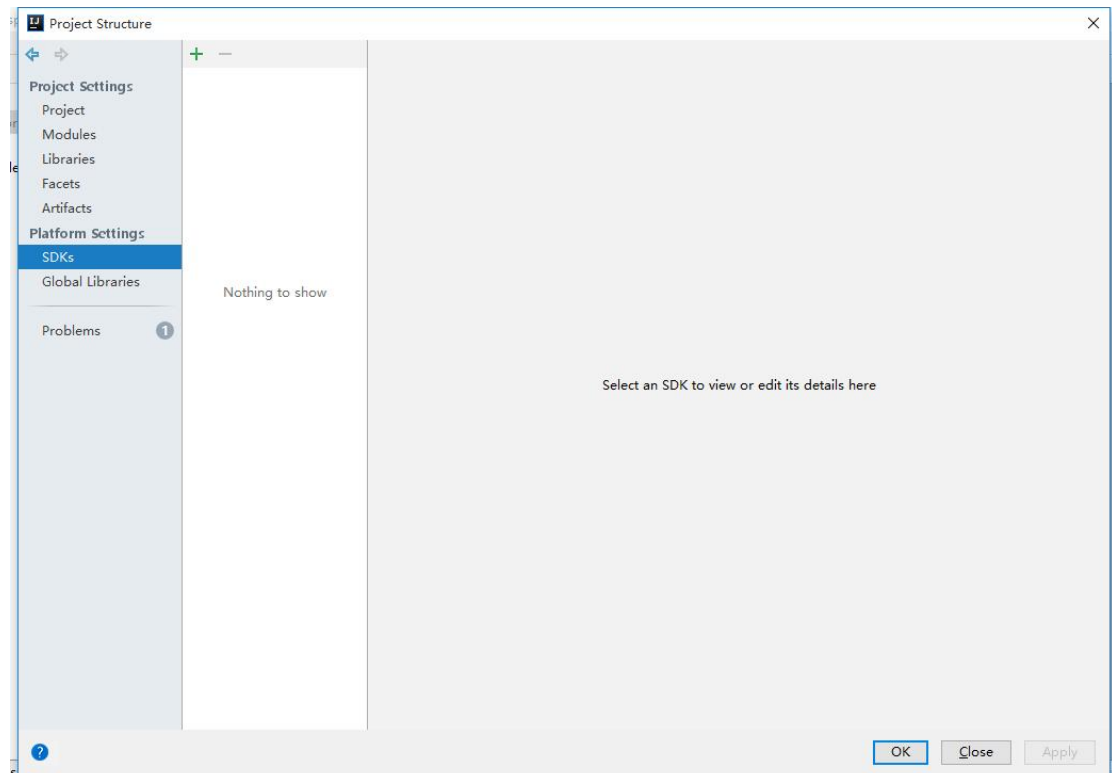 Project Structure
Project Settings
Project
Modules
Libraries
Facets
Artifacts
Platform Settings
SDKs
Global Libraries
Problems 1
Nothing to show
Select an SDK to view or edit its details here
? OK Close Apply